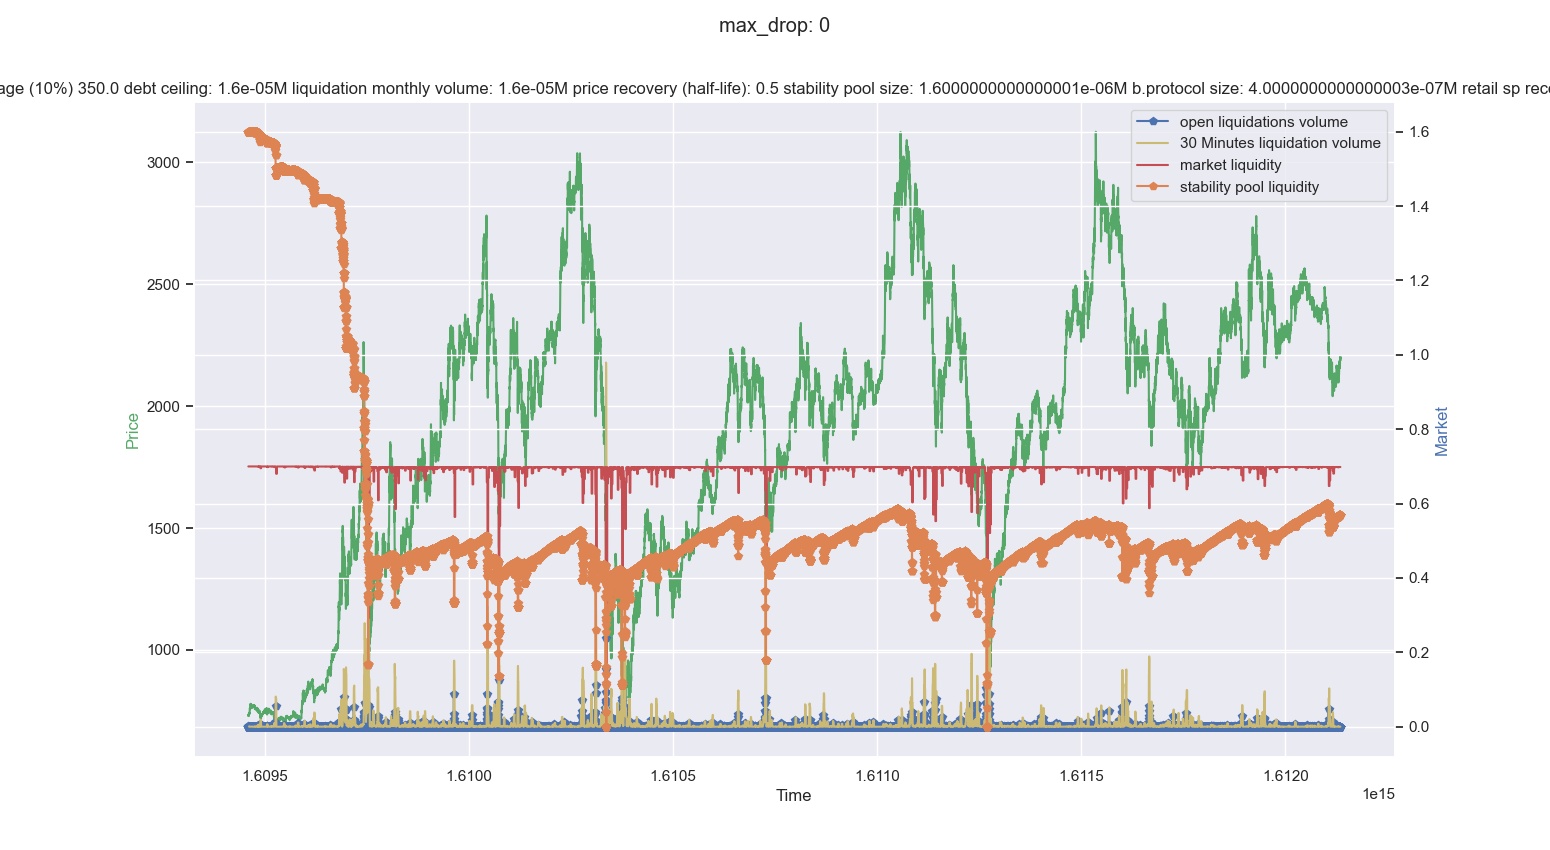 max_drop: 0
age (10%) 350.0 debt ceiling: 1.6e-05M liquidation monthly volume: 1.6e-05M price recovery (half-life): 0.5 stability pool size: 1.6000000000000001e-06M b.protocol size: 4.0000000000000003e-07M retail sp reco
open liquidations volume
30 Minutes liquidation volume
market liquidity
stability pool liquidity
3000
2500
2000
1500
1000
Price
1.6
1.4
1.2
1.0
0.8
0.6
0.4
0.2
0.0
Market
1.6095 1.6100 1.6105 1.6110 1.6115 1.6120
Time
1e15